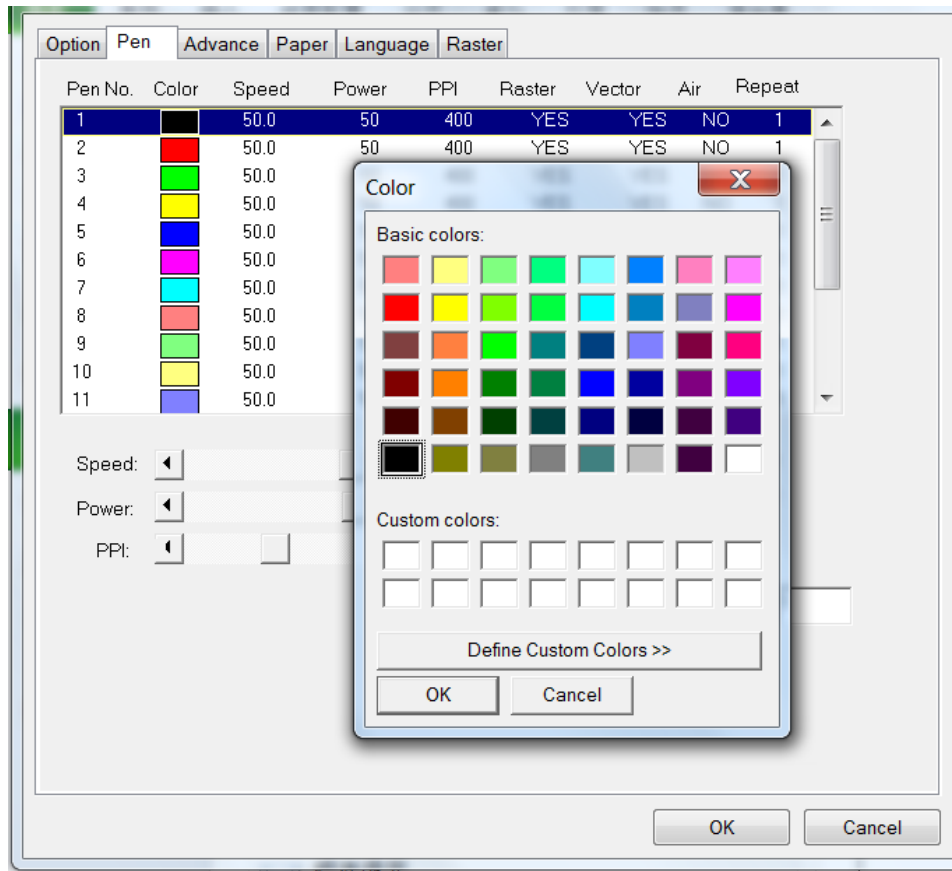 Option Pen Advance Paper Language Raster
Pen No. Color Speed Power PPI Raster Vector Air Repeat
1 50.0 50 400 YES YES NO 1
2 50.0 50 400 YES YES NO 1
3 50.0
4 50.0
5 50.0
6 50.0
7 50.0
8 50.0
9 50.0
10 50.0
11 50.0
Speed:
Power:
PPI:
Color
X
Basic colors:
Custom colors:
Define Custom Colors >>
OK Cancel
OK Cancel